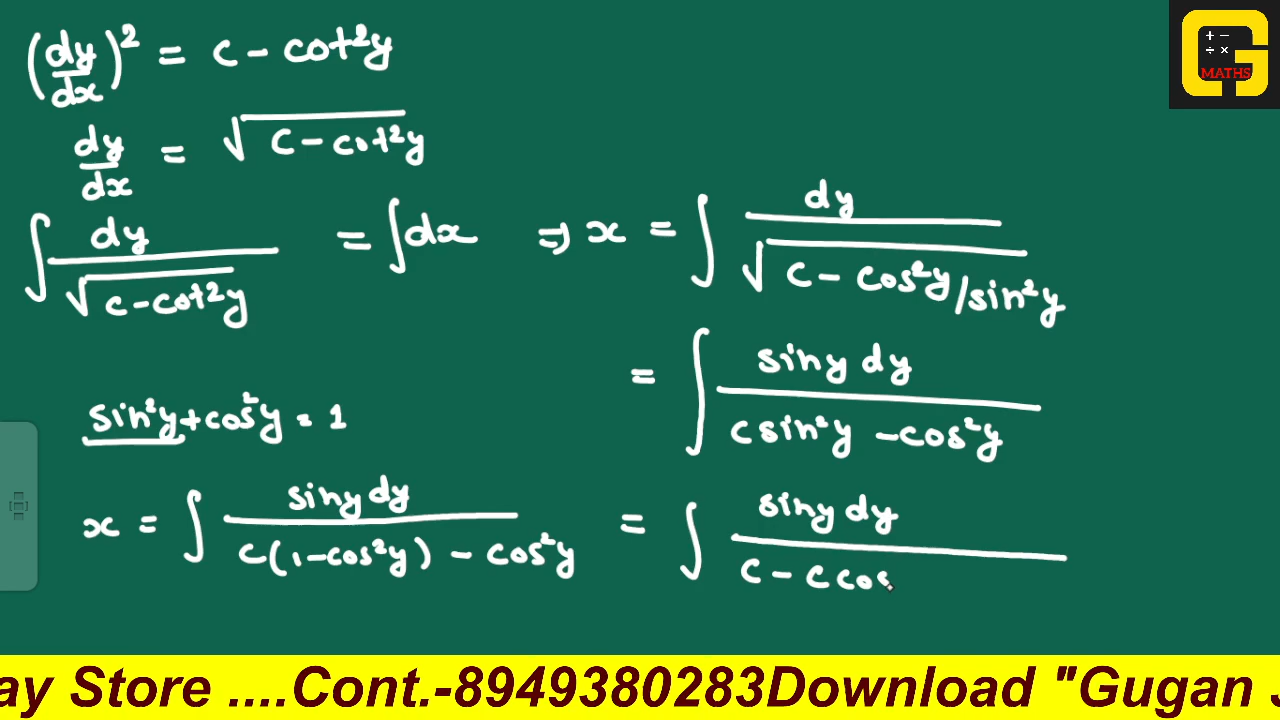 (dy/dx)² = c - cot²y
+ -
÷ ×
MATHS
dy/dx = √(c - cot²y)
∫ dy/√(c - cot²y) = ∫dx ⇒ x = ∫ dy/√(c - cos²y/sin²y)
= ∫ siny dy/(csin²y - cos²y)
sin²y + cos²y = 1
x = ∫ siny dy/(c(1-cos²y) - cos²y) = ∫ siny dy/(c - c cos
ay Store ....Cont.-8949380283Download "Gugan